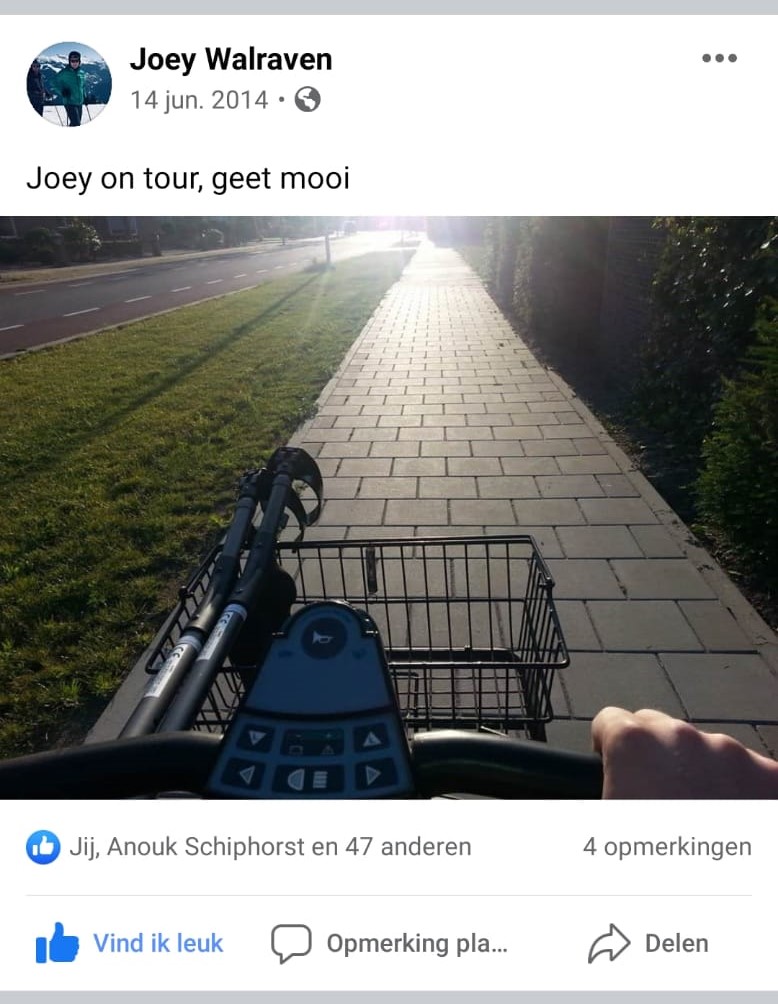 Joey Walraven
14 jun. 2014 •
Joey on tour, geet mooi
Jij, Anouk Schiphorst en 47 anderen
4 opmerkingen
Vind ik leuk
Opmerking pla...
Delen